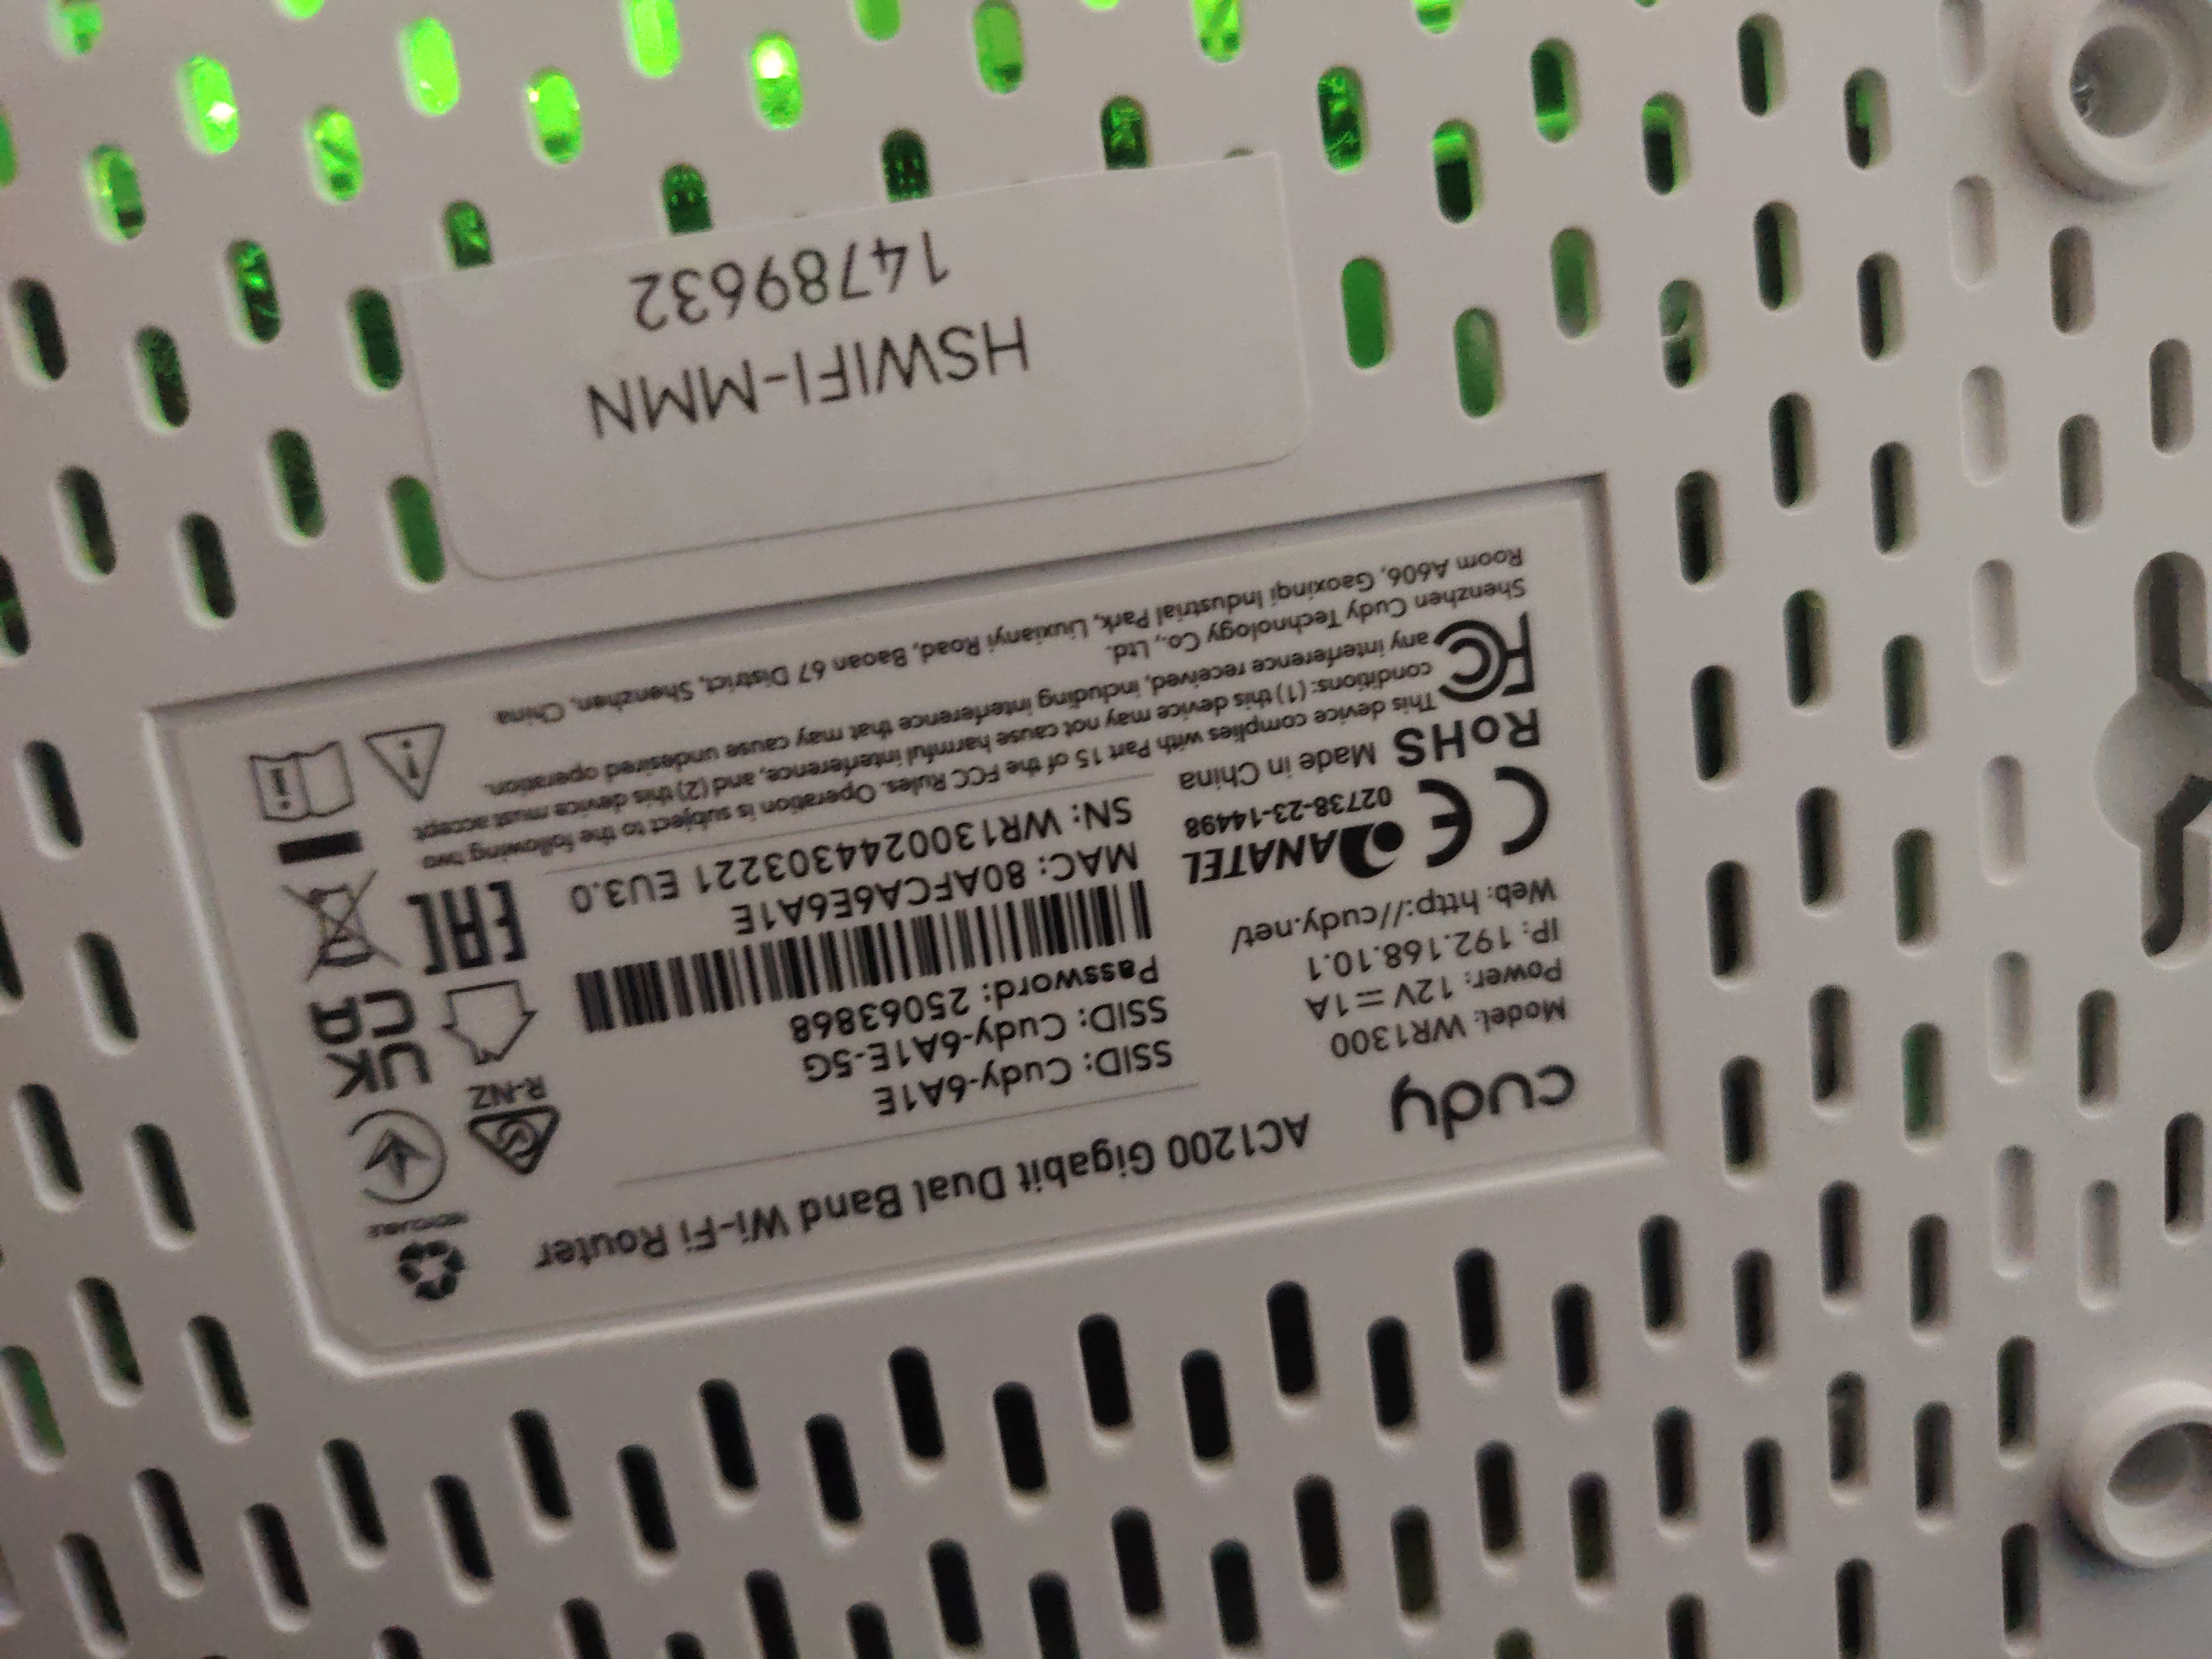 cudy
AC1200 Gigabit Dual Band Wi-Fi Router
Model: WR1300
Power: 12V⎓1A
IP: 192.168.10.1
Web: http://cudy.net/
SSID: Cudy-6A1E
SSID: Cudy-6A1E-5G
Password: 25063868
MAC: 80AFCA6E6A1E
SN: WR1300244303221 EU3.0
ANATEL
02738-23-14498
CE
RoHS Made in China
FC
This device complies with Part 15 of the FCC Rules. Operation is subject to the following two
conditions: (1) this device may not cause harmful interference, and (2) this device must accept
any interference received, including interference that may cause undesired operation.
Shenzhen Cudy Technology Co., Ltd.
Room A606, Gaoxinqi Industrial Park, Liuxianyi Road, Baoan 67 District, Shenzhen, China
RECYCLABLE
R-NZ
UK
CA
EAC
HSWIFI-MMN
14789632